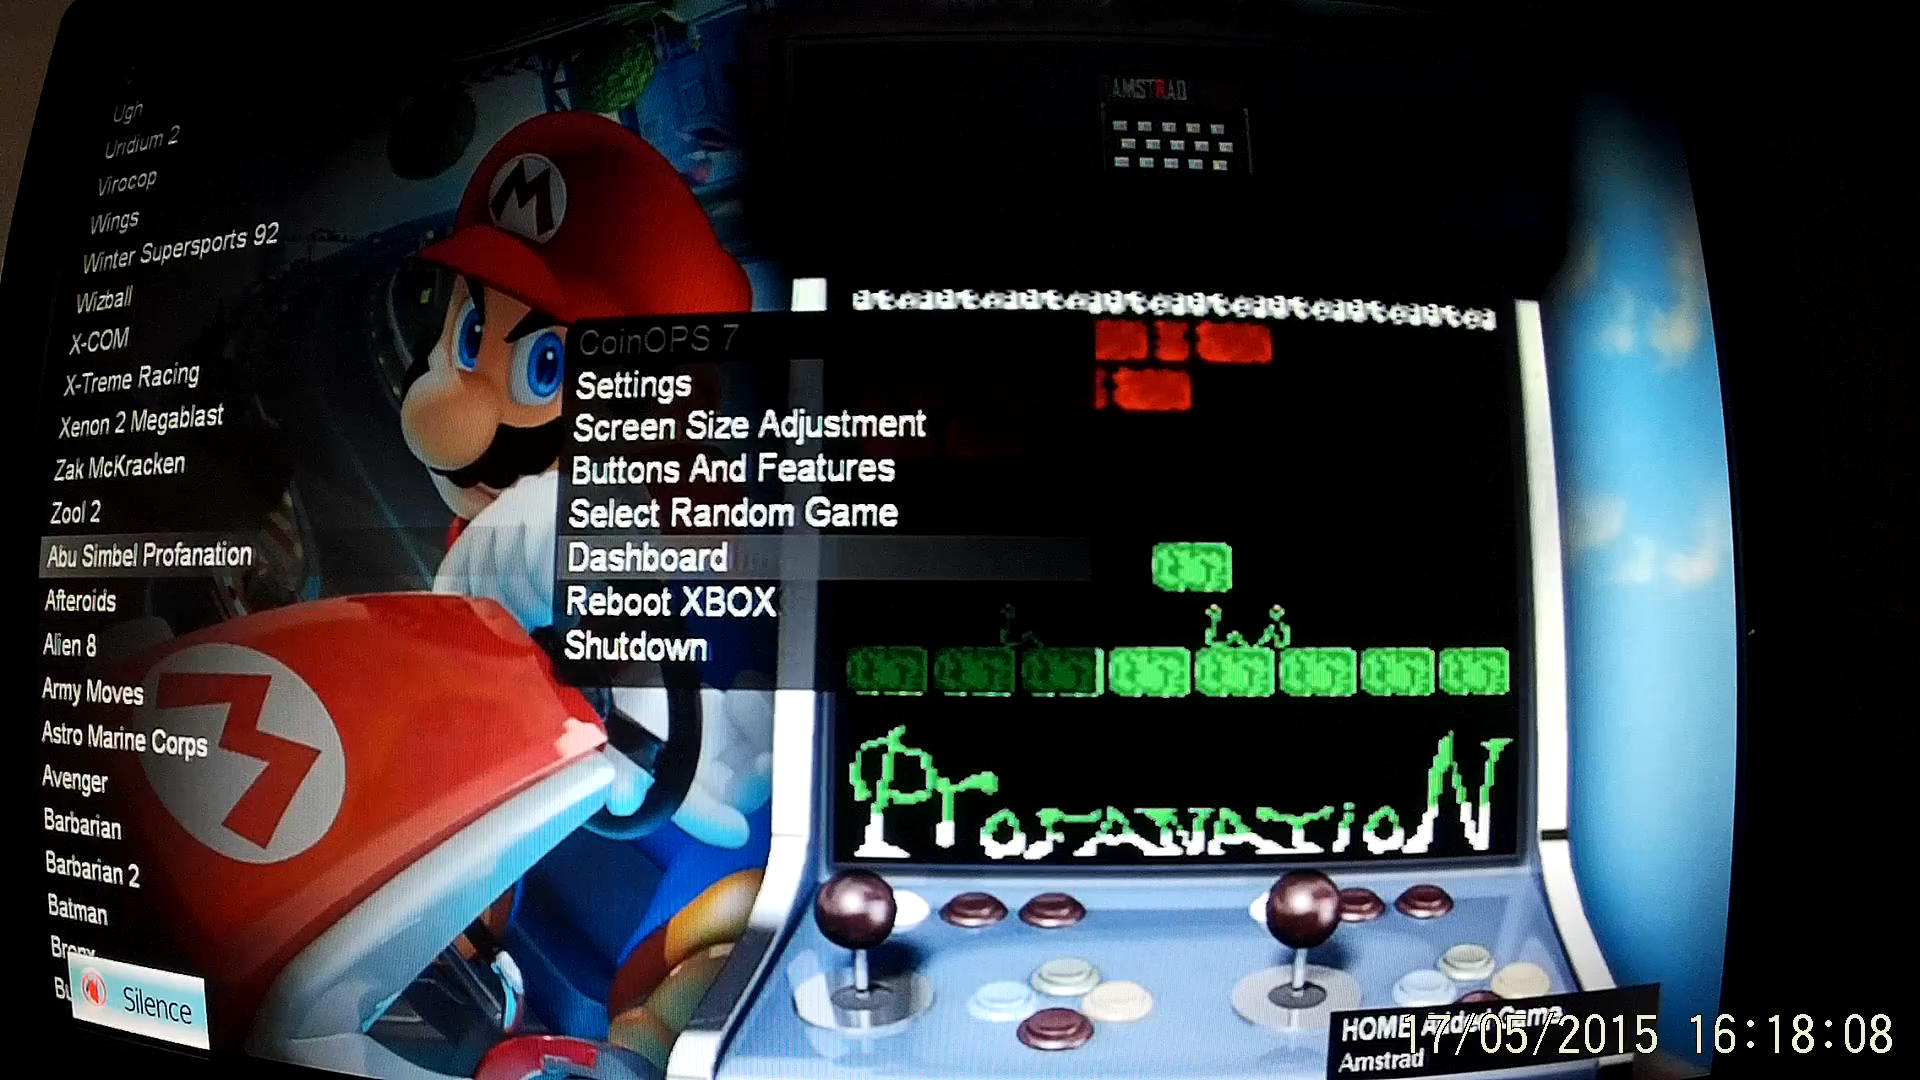 Ugh
Uridium 2
Virocop
Wings
Winter Supersports 92
Wizball
X-COM
X-Treme Racing
Xenon 2 Megablast
Zak McKracken
Zool 2
Abu Simbel Profanation
Afteroids
Alien 8
Army Moves
Astro Marine Corps
Avenger
Barbarian
Barbarian 2
Batman
Silence
M
CoinOPS 7
Settings
Screen Size Adjustment
Buttons And Features
Select Random Game
Dashboard
Reboot XBOX
Shutdown
AMSTRAD
ProfanatioN
HOME Added Game
Amstrad
17/05/2015 16:18:08